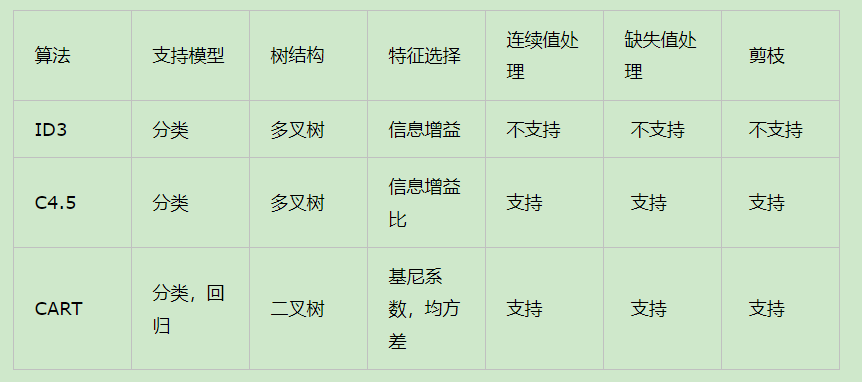 算法
支持模型
树结构
特征选择
连续值处
理
缺失值处
理
剪枝
ID3
分类
多叉树
信息增益
不支持
不支持
不支持
C4.5
分类
多叉树
信息增益
比
支持
支持
支持
CART
分类，回
归
二叉树
基尼系
数，均方
差
支持
支持
支持